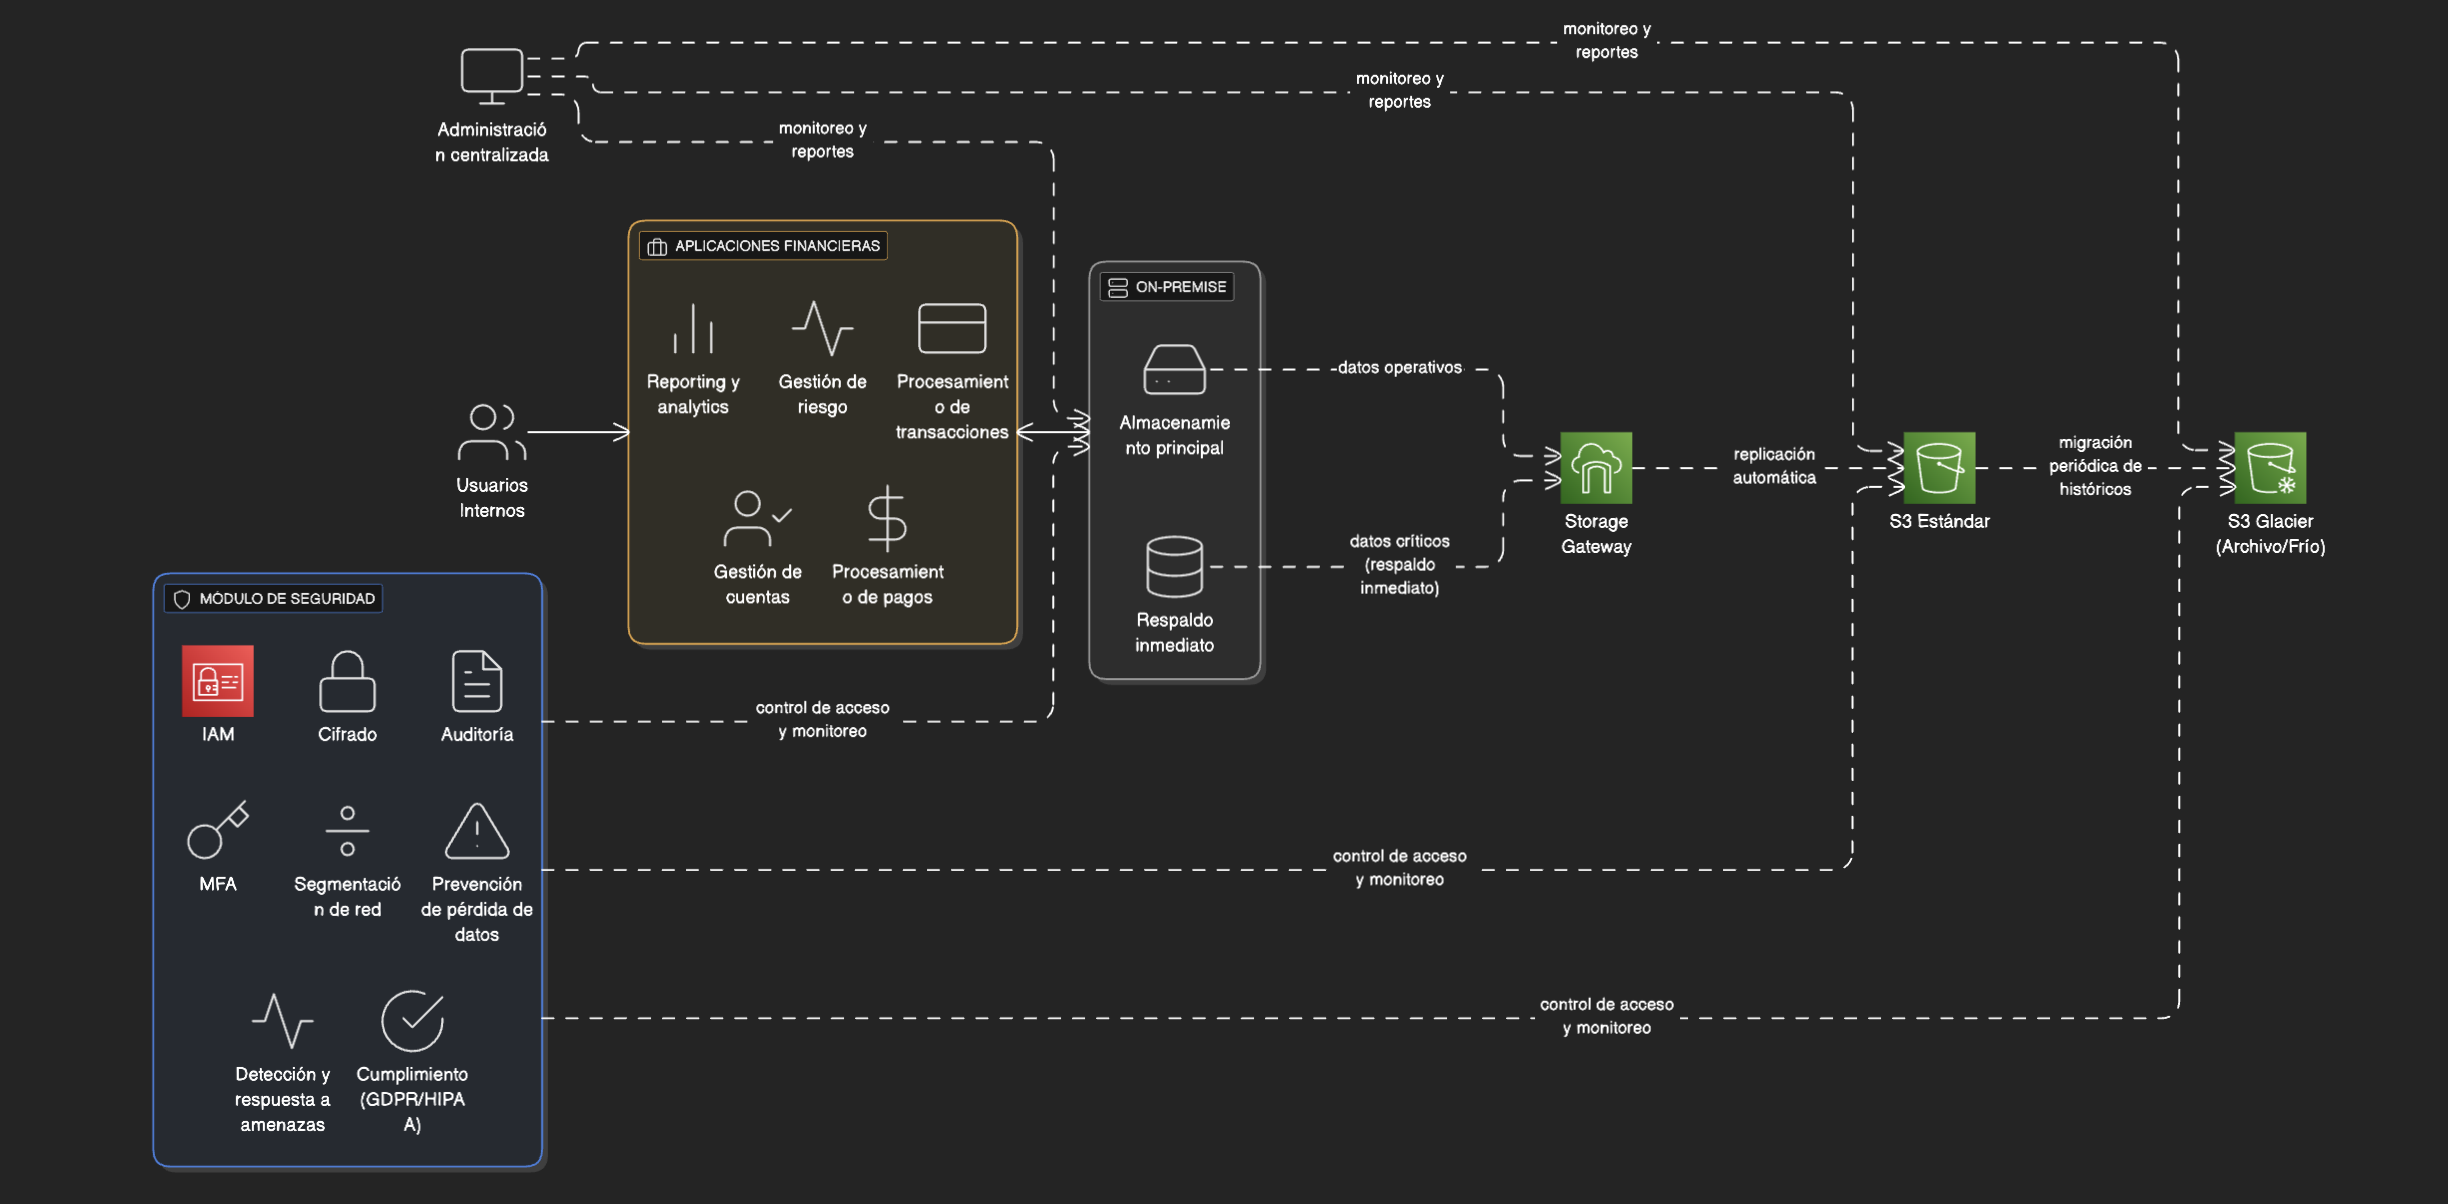 monitoreo y
reportes
monitoreo y
reportes
monitoreo y
reportes
Administració
n centralizada
APLICACIONES FINANCIERAS
Reporting y
analytics
Gestión de
riesgo
Procesamient
o de
transacciones
Gestión de
cuentas
Procesamient
o de pagos
Usuarios
Internos
ON-PREMISE
Almacenamie
nto principal
Respaldo
inmediato
datos operativos
datos críticos
(respaldo
inmediato)
Storage
Gateway
replicación
automática
S3 Estándar
migración
periódica de
históricos
S3 Glacier
(Archivo/Frío)
MÓDULO DE SEGURIDAD
IAM
Cifrado
Auditoría
MFA
Segmentació
n de red
Prevención
de pérdida de
datos
Detección y
respuesta a
amenazas
Cumplimiento
(GDPR/HIPA
A)
control de acceso
y monitoreo
control de acceso
y monitoreo
control de acceso
y monitoreo